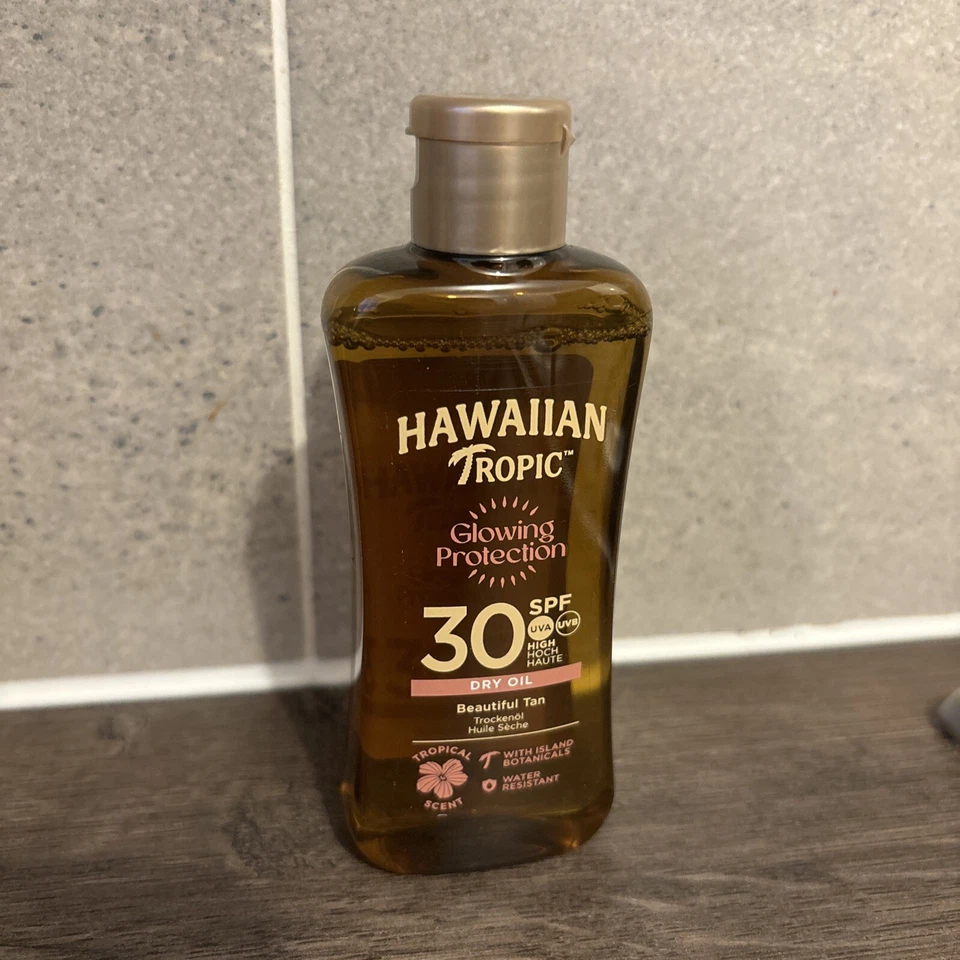 HAWAIIAN
TROPIC™
Glowing
Protection
30 SPF
UVA UVB
HIGH
HOCH
HAUTE
DRY OIL
Beautiful Tan
Trockenöl
Huile Sèche
TROPICAL
SCENT
WITH ISLAND
BOTANICALS
WATER
RESISTANT